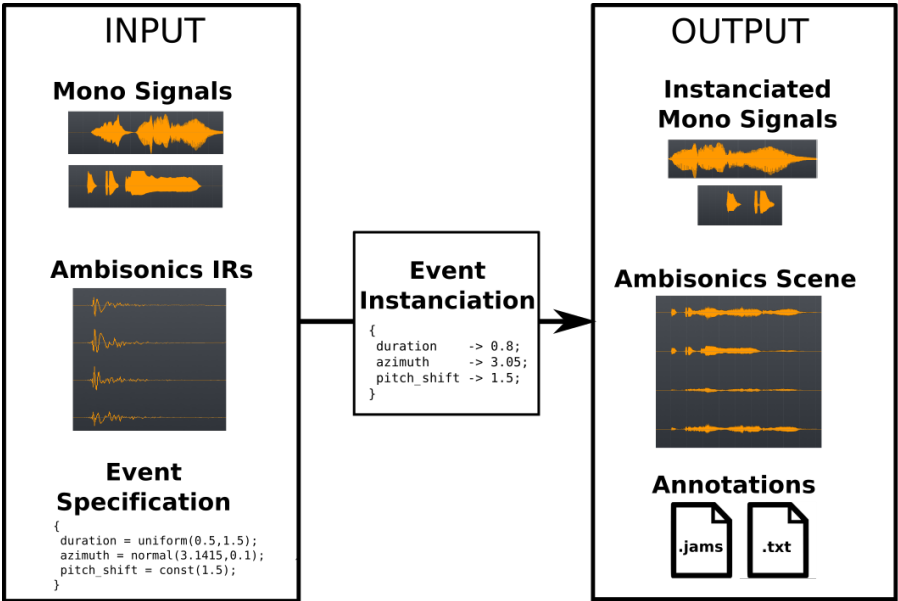 INPUT
Mono Signals
Ambisonics IRs
Event
Specification
{
duration = uniform(0.5,1.5);
azimuth = normal(3.1415,0.1);
pitch_shift = const(1.5);
}
Event
Instanciation
{
duration -> 0.8;
azimuth -> 3.05;
pitch_shift -> 1.5;
}
OUTPUT
Instanciated
Mono Signals
Ambisonics Scene
Annotations
.jams
.txt